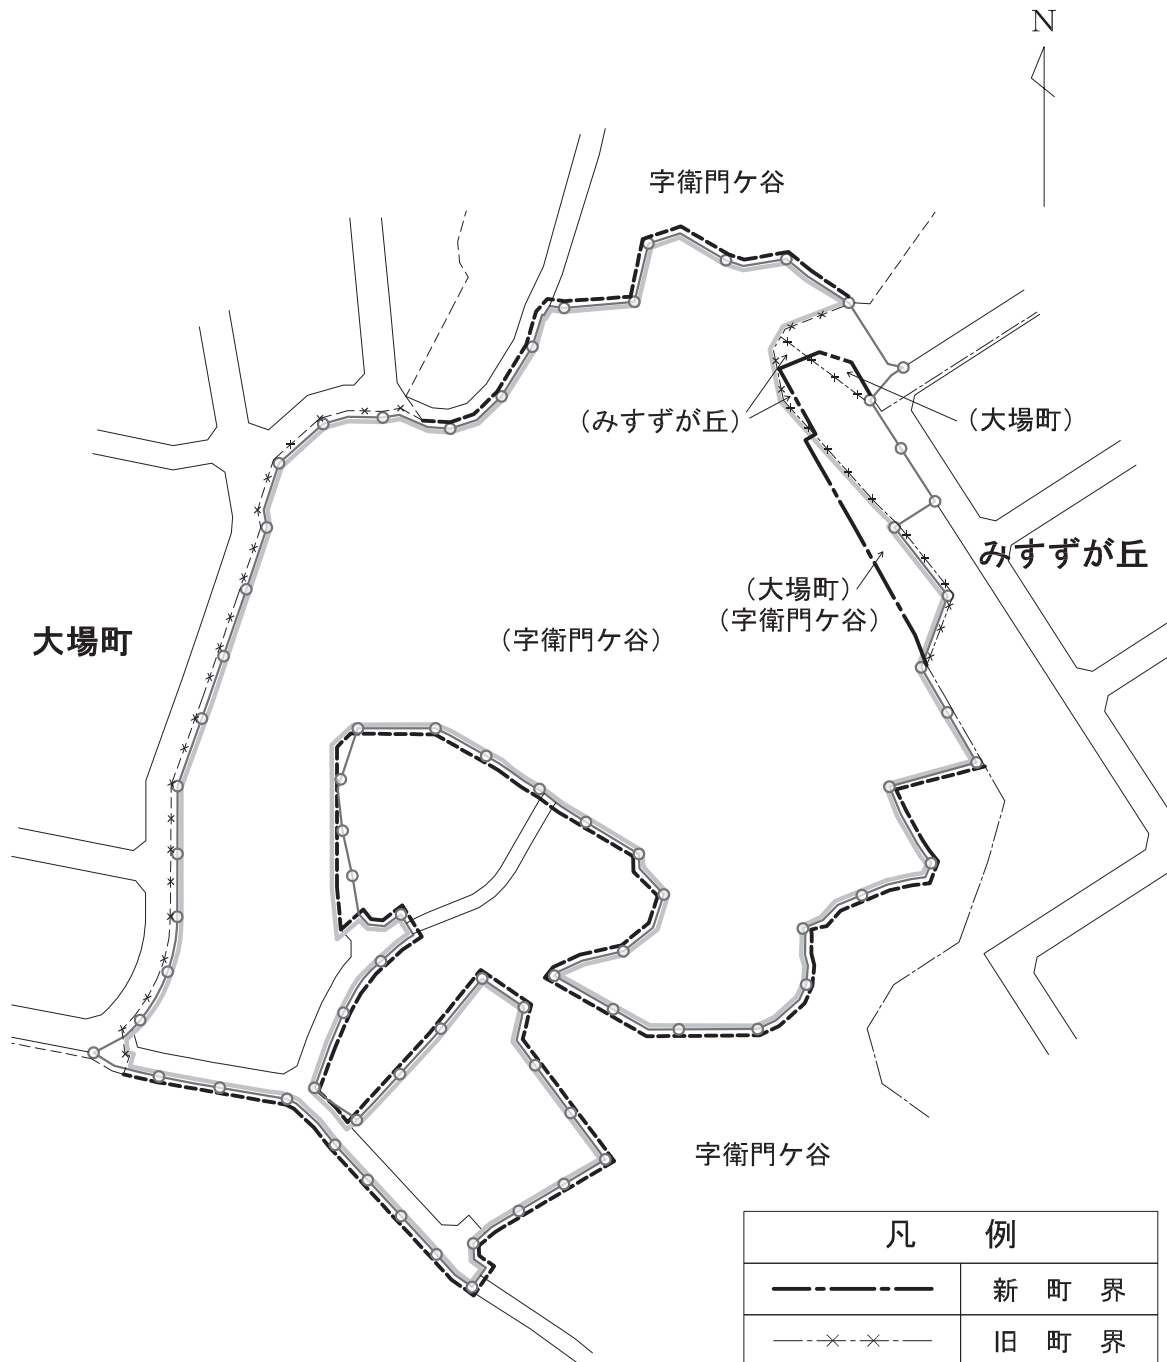 N
字衛門ケ谷
(みすずが丘)
(大場町)
みすずが丘
(大場町)
(字衛門ケ谷)
(字衛門ケ谷)
大場町
字衛門ケ谷
凡 例
新 町 界
旧 町 界